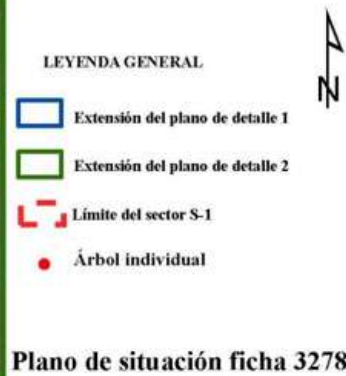 N
LEYENDA GENERAL
Extensión del plano de detalle 1
Extensión del plano de detalle 2
Límite del sector S-1
Árbol individual
Plano de situación ficha 3278